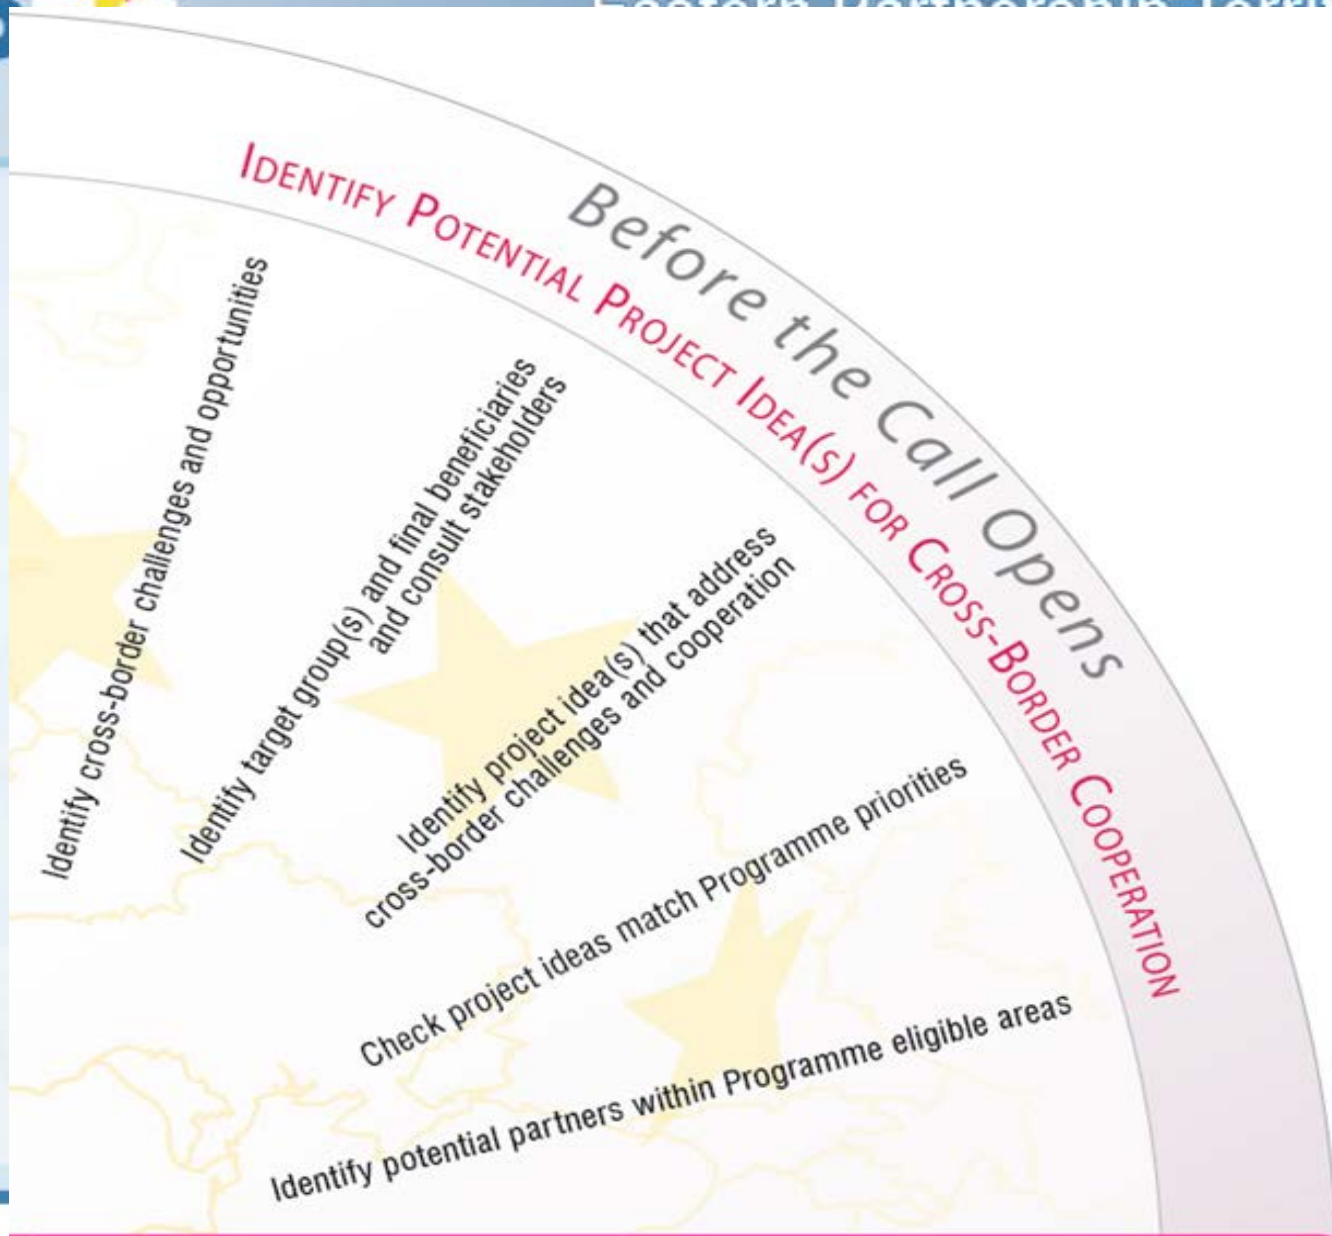 Before the Call Opens
IDENTIFY POTENTIAL PROJECT IDEA(S) FOR CROSS-BORDER COOPERATION
Identify cross-border challenges and opportunities
Identify target group(s) and final beneficiaries
and consult stakeholders
Identify project idea(s) that address
cross-border challenges and cooperation
Check project ideas match Programme priorities
Identify potential partners within Programme eligible areas